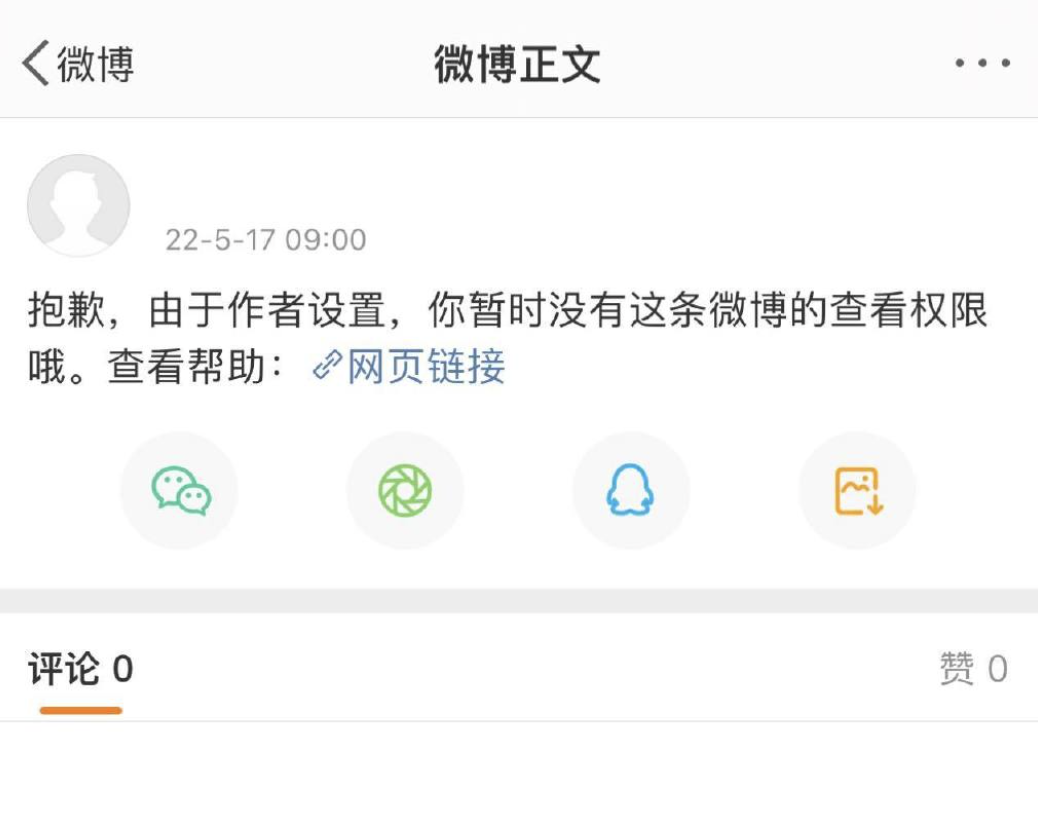 微博
微博正文
22-5-17 09:00
抱歉，由于作者设置，你暂时没有这条微博的查看权限
哦。查看帮助：网页链接
评论 0
赞 0